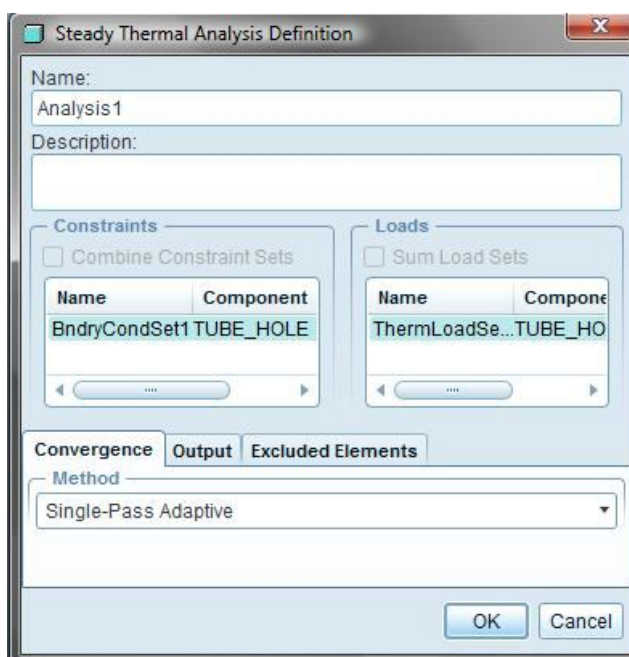 Steady Thermal Analysis Definition
Name:
Analysis1
Description:
Constraints
Combine Constraint Sets
Name Component
BndryCondSet1 TUBE_HOLE
Loads
Sum Load Sets
Name Compone
ThermLoadSe...TUBE_HO
Convergence Output Excluded Elements
Method
Single-Pass Adaptive
OK Cancel